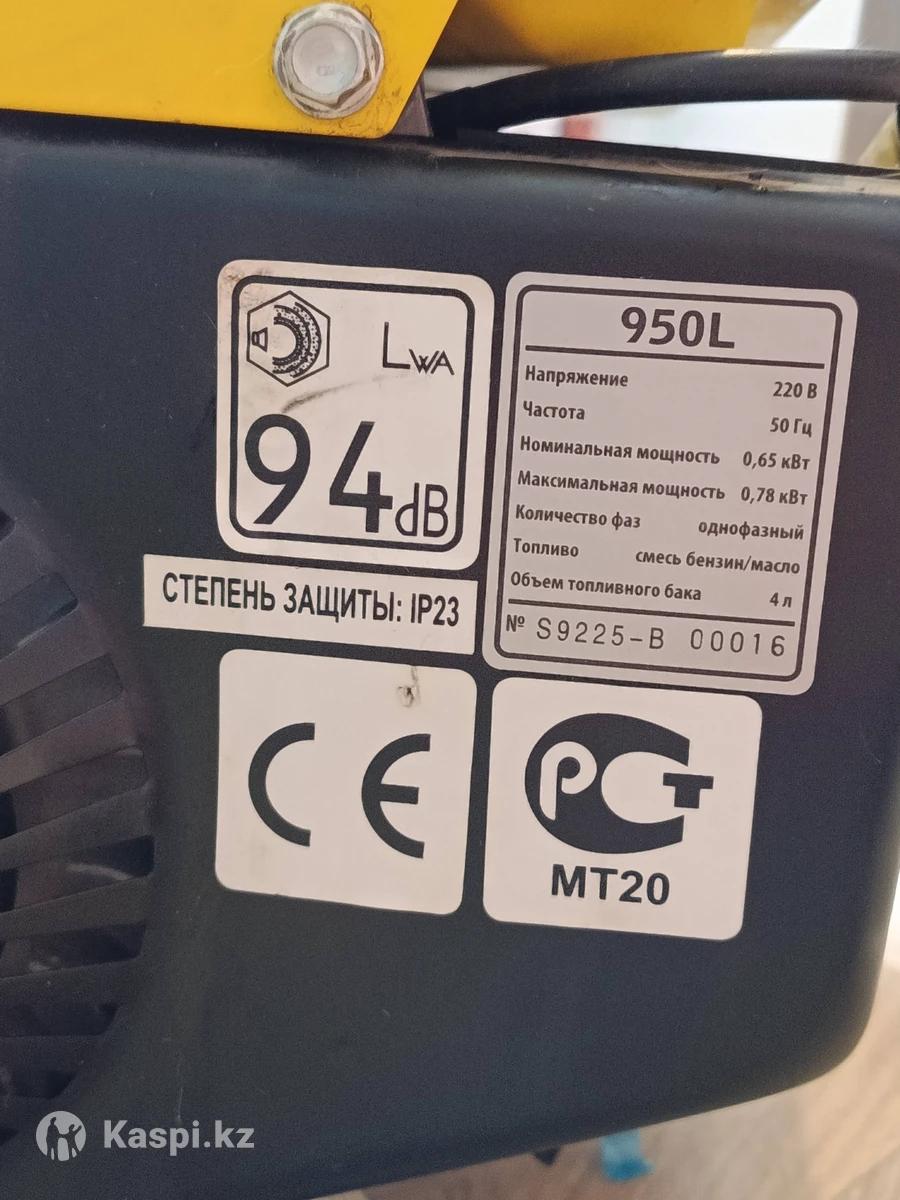 LWA
94dB
СТЕПЕНЬ ЗАЩИТЫ: IP23
CE
950L
Напряжение 220 В
Частота 50 Гц
Номинальная мощность 0,65 кВт
Максимальная мощность 0,78 кВт
Количество фаз однофазный
Топливо смесь бензин/масло
Объем топливного бака 4 л
№ S9225-B 00016
РСТ
МТ20
Kaspi.kz